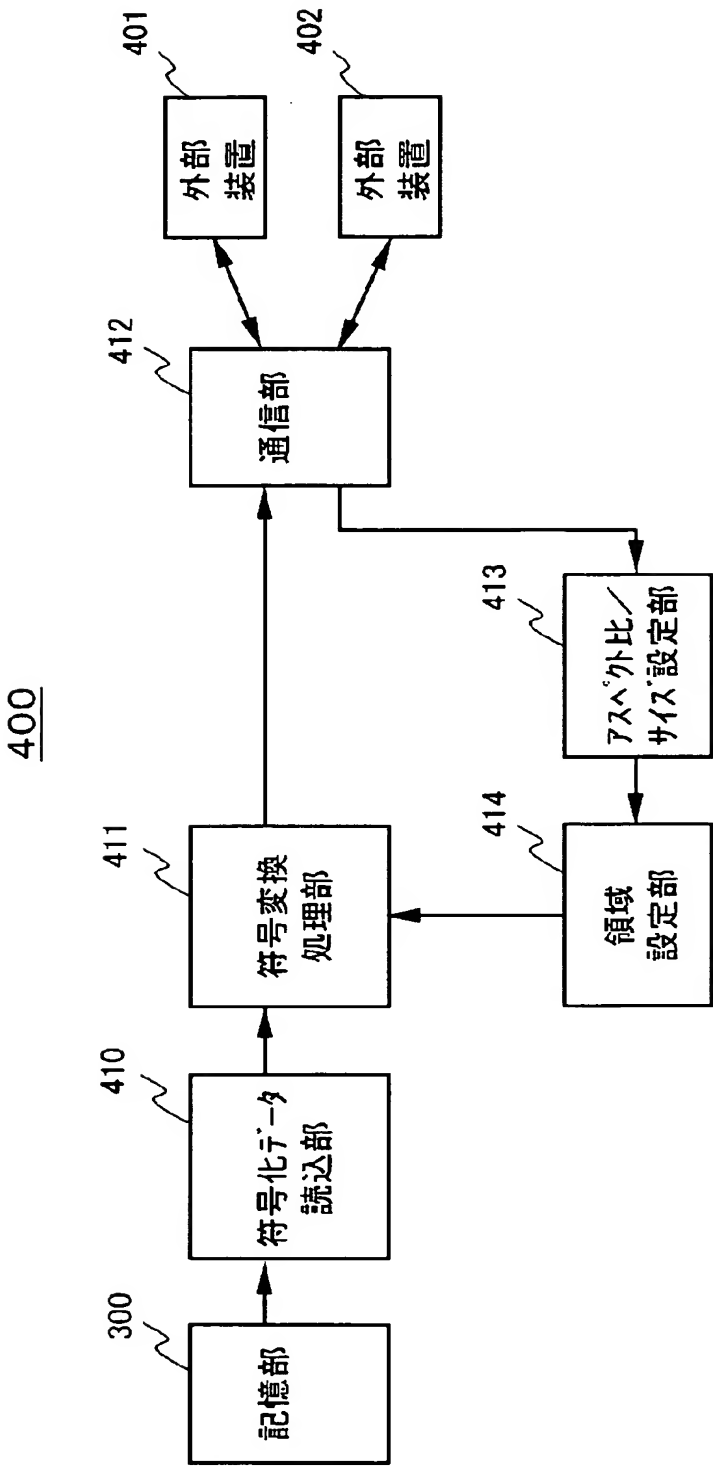 400
300
記憶部
410
符号化データ
読込部
411
符号変換
処理部
412
通信部
401
外部
装置
402
外部
装置
413
アスペクト比／
サイズ設定部
414
領域
設定部